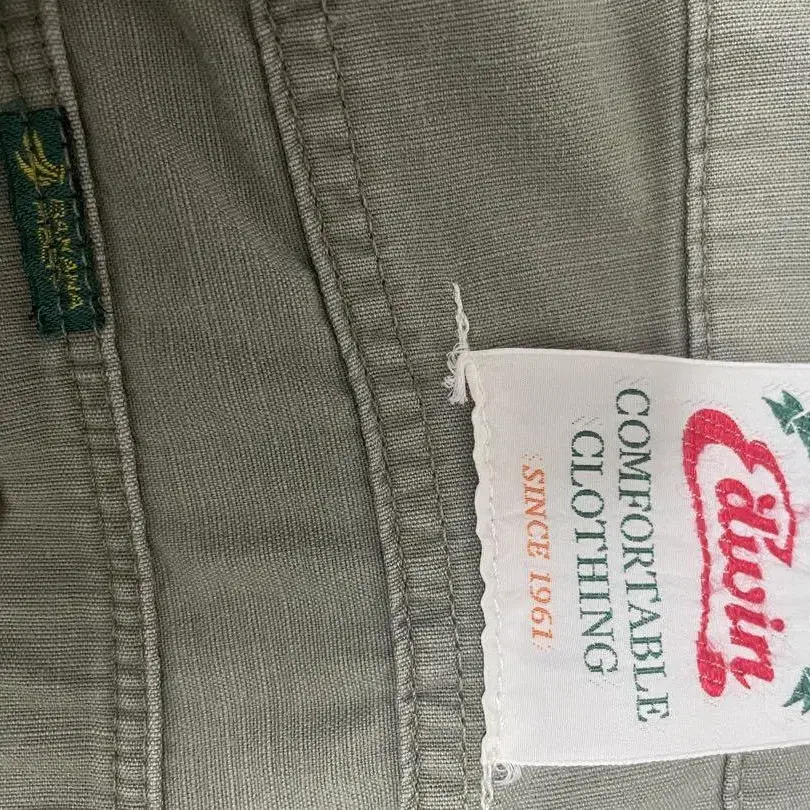 Edwin
COMFORTABLE
CLOTHING
SINCE 1961